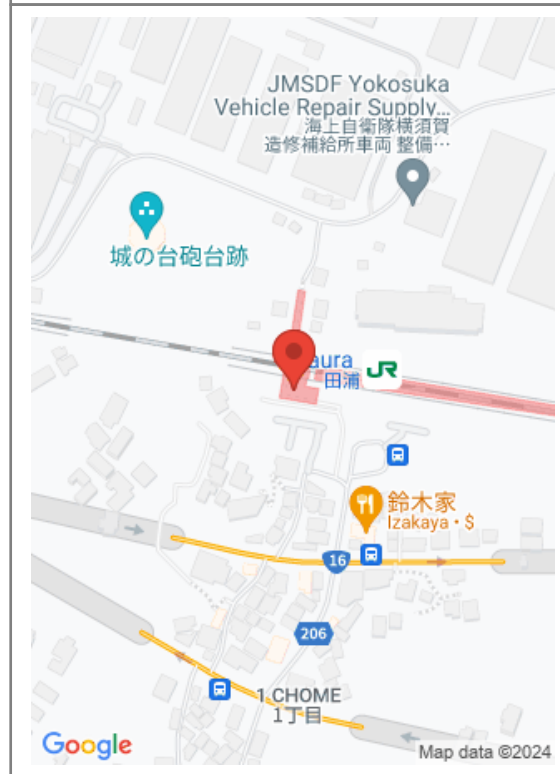 JMSDF Yokosuka
Vehicle Repair Supply...
海上自衛隊横須賀
造修補給所車両 整備…
城の台砲台跡
aura
田浦
JR
鈴木家
Izakaya・$
16
206
1 CHOME
1丁目
Google
Map data ©2024